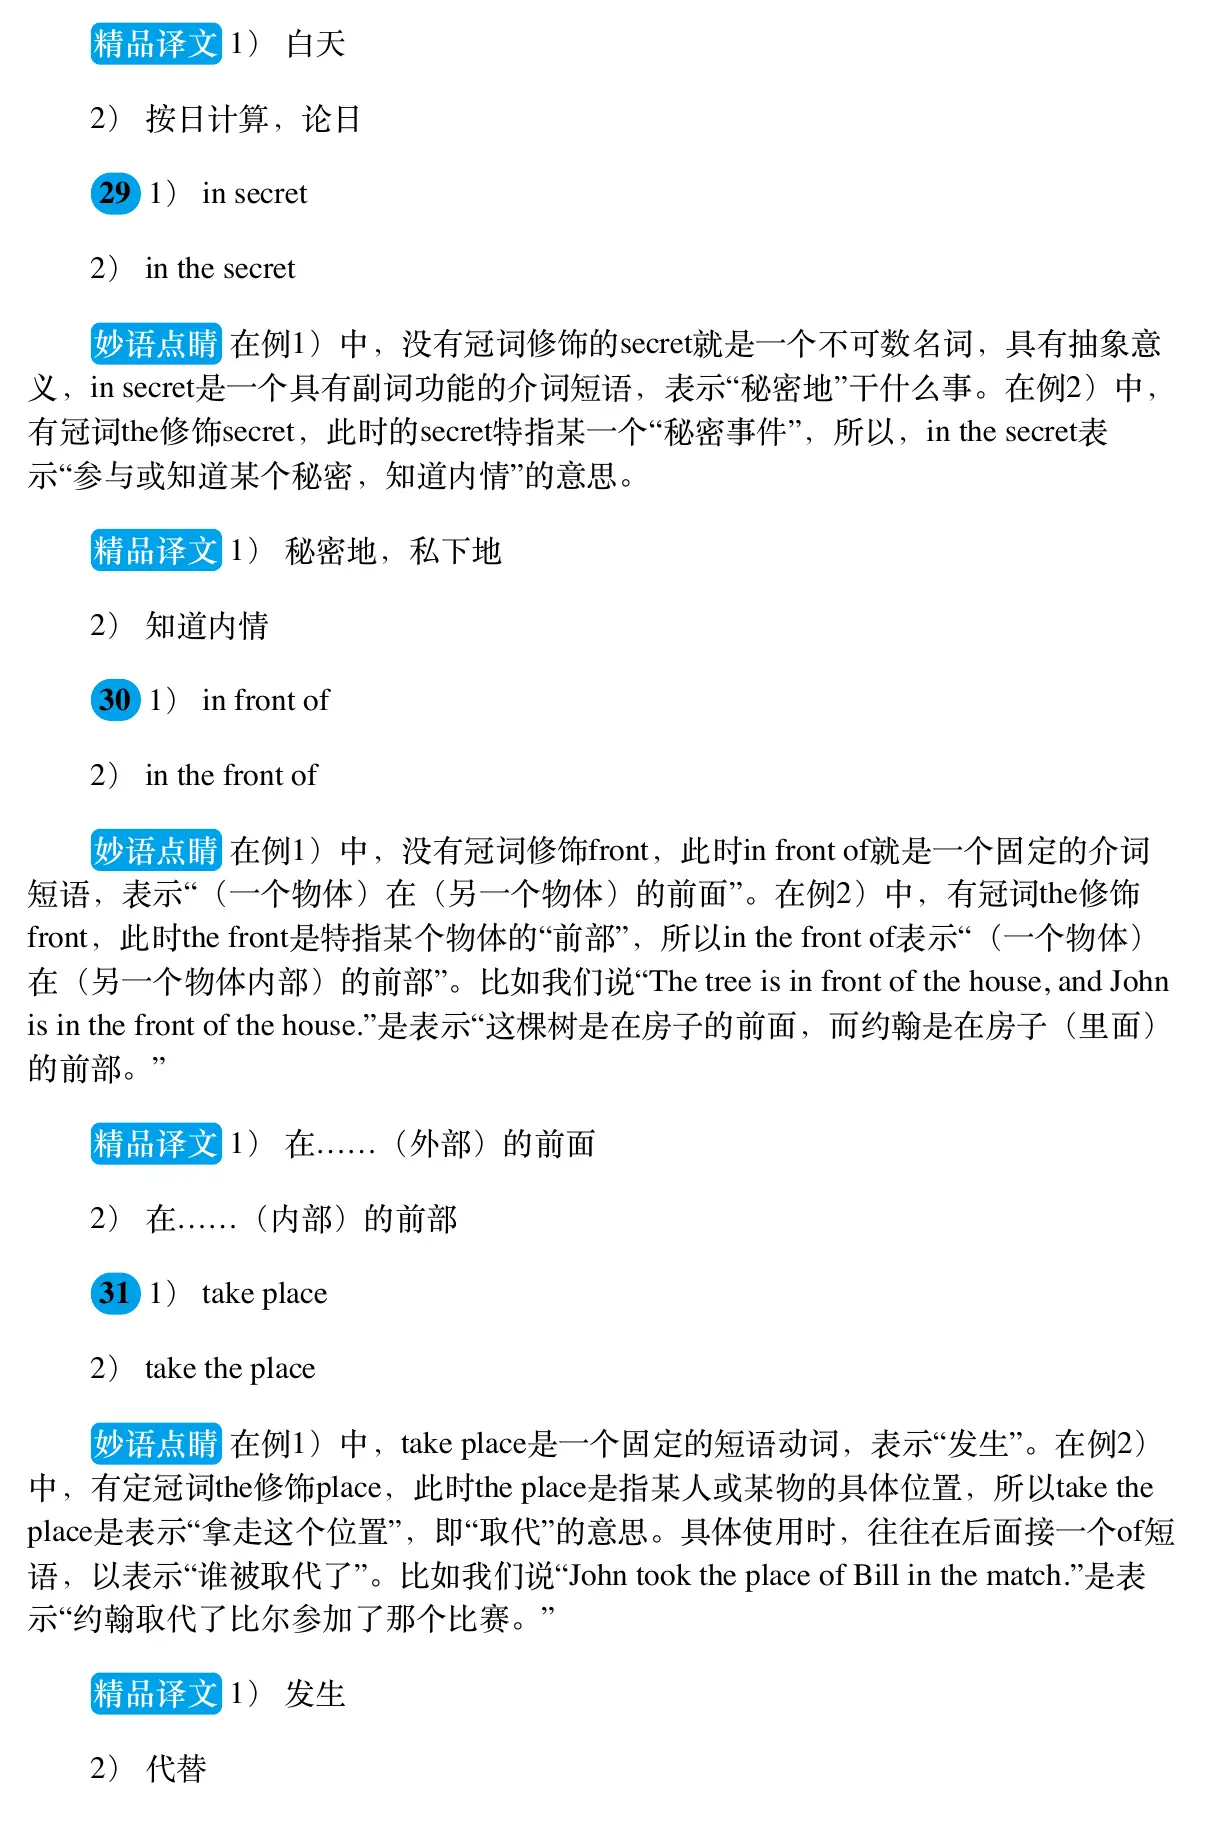 精品译文 1） 白天
2） 按日计算，论日
29 1） in secret
2） in the secret
妙语点睛 在例1）中，没有冠词修饰的secret就是一个不可数名词，具有抽象意
义，in secret是一个具有副词功能的介词短语，表示“秘密地”干什么事。在例2）中，
有冠词the修饰secret，此时的secret特指某一个“秘密事件”，所以，in the secret表
示“参与或知道某个秘密，知道内情”的意思。
精品译文 1） 秘密地，私下地
2） 知道内情
30 1） in front of
2） in the front of
妙语点睛 在例1）中，没有冠词修饰front，此时in front of就是一个固定的介词
短语，表示“（一个物体）在（另一个物体）的前面”。在例2）中，有冠词the修饰
front，此时the front是特指某个物体的“前部”，所以in the front of表示“（一个物体）
在（另一个物体内部）的前部”。比如我们说“The tree is in front of the house, and John
is in the front of the house.”是表示“这棵树是在房子的前面，而约翰是在房子（里面）
的前部。”
精品译文 1） 在……（外部）的前面
2） 在……（内部）的前部
31 1） take place
2） take the place
妙语点睛 在例1）中，take place是一个固定的短语动词，表示“发生”。在例2）
中，有定冠词the修饰place，此时the place是指某人或某物的具体位置，所以take the
place是表示“拿走这个位置”，即“取代”的意思。具体使用时，往往在后面接一个of短
语，以表示“谁被取代了”。比如我们说“John took the place of Bill in the match.”是表
示“约翰取代了比尔参加了那个比赛。”
精品译文 1） 发生
2） 代替